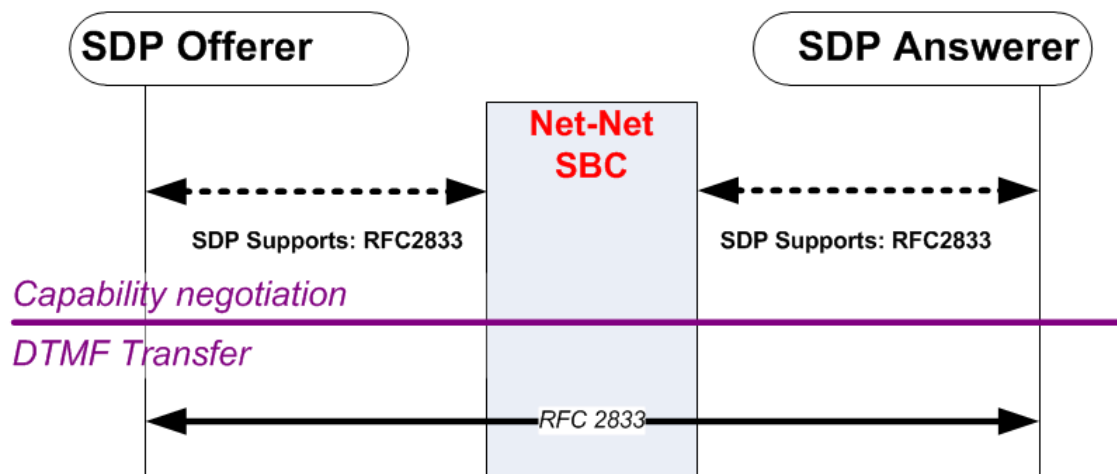 SDP Offerer
SDP Answerer
Net-Net
SBC
SDP Supports: RFC2833
SDP Supports: RFC2833
Capability negotiation
DTMF Transfer
RFC 2833